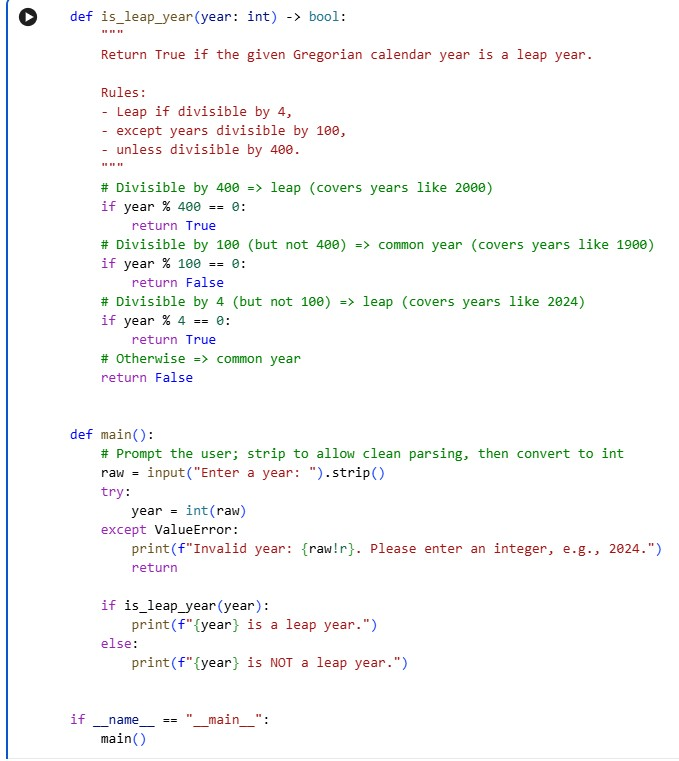 def is_leap_year(year: int) -> bool:
    """
    Return True if the given Gregorian calendar year is a leap year.

    Rules:
    - Leap if divisible by 4,
    - except years divisible by 100,
    - unless divisible by 400.
    """
    # Divisible by 400 => leap (covers years like 2000)
    if year % 400 == 0:
        return True
    # Divisible by 100 (but not 400) => common year (covers years like 1900)
    if year % 100 == 0:
        return False
    # Divisible by 4 (but not 100) => leap (covers years like 2024)
    if year % 4 == 0:
        return True
    # Otherwise => common year
    return False


def main():
    # Prompt the user; strip to allow clean parsing, then convert to int
    raw = input("Enter a year: ").strip()
    try:
        year = int(raw)
    except ValueError:
        print(f"Invalid year: {raw!r}. Please enter an integer, e.g., 2024.")
        return

    if is_leap_year(year):
        print(f"{year} is a leap year.")
    else:
        print(f"{year} is NOT a leap year.")


if __name__ == "__main__":
    main()